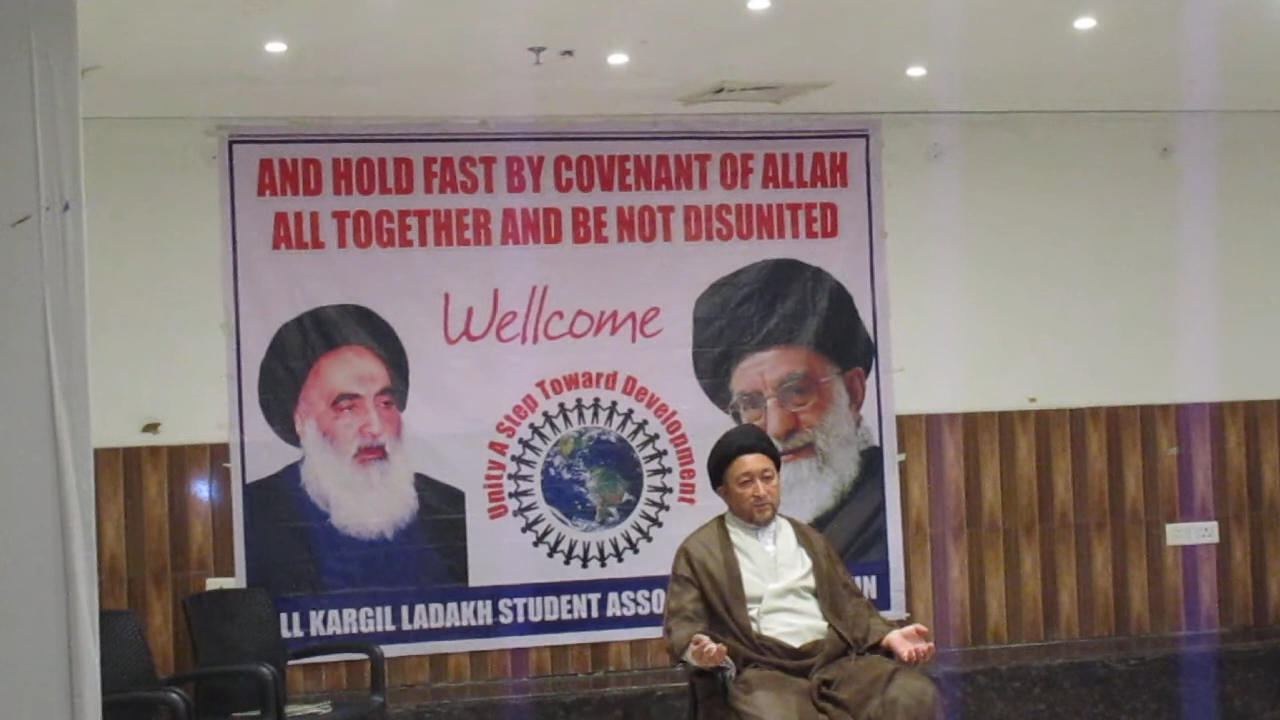 AND HOLD FAST BY COVENANT OF ALLAH
ALL TOGETHER AND BE NOT DISUNITED
Wellcome
Unity A Step Toward Development
LL KARGIL LADAKH STUDENT ASSO